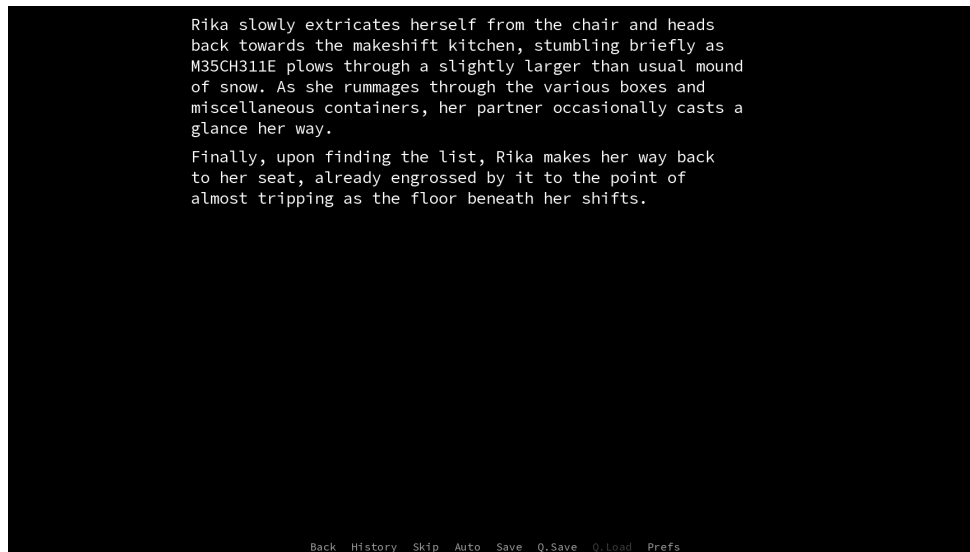 Rika slowly extricates herself from the chair and heads
back towards the makeshift kitchen, stumbling briefly as
M35CH311E plows through a slightly larger than usual mound
of snow. As she rummages through the various boxes and
miscellaneous containers, her partner occasionally casts a
glance her way.
Finally, upon finding the list, Rika makes her way back
to her seat, already engrossed by it to the point of
almost tripping as the floor beneath her shifts.
Back History Skip Auto Save Q.Save Q.Load Prefs